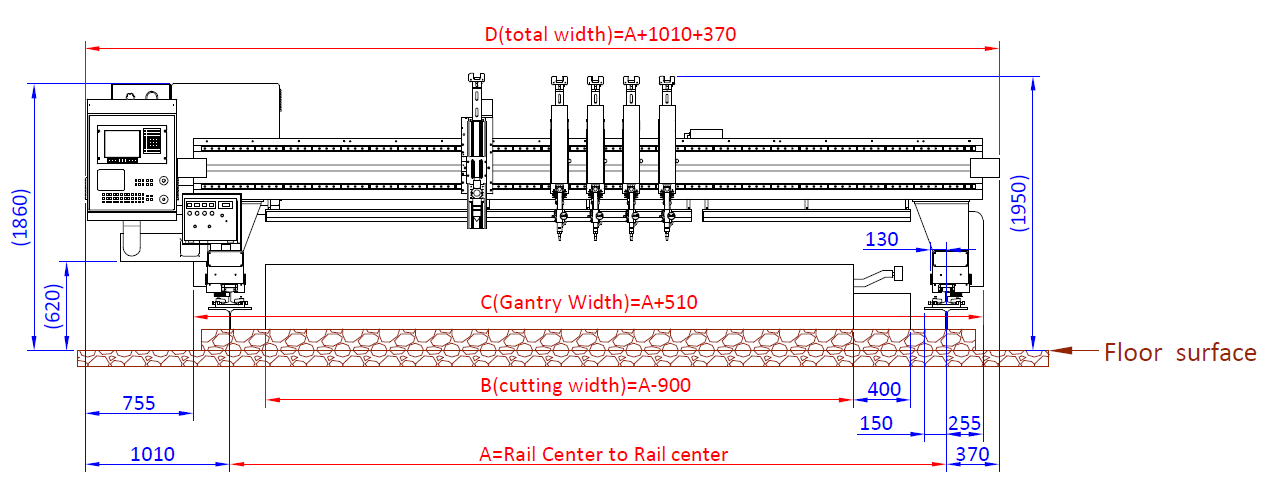 D(total width)=A+1010+370
(1860)
(1950)
130
(620)
C(Gantry Width)=A+510
Floor surface
B(cutting width)=A-900
400
755
150
255
1010
A=Rail Center to Rail center
370